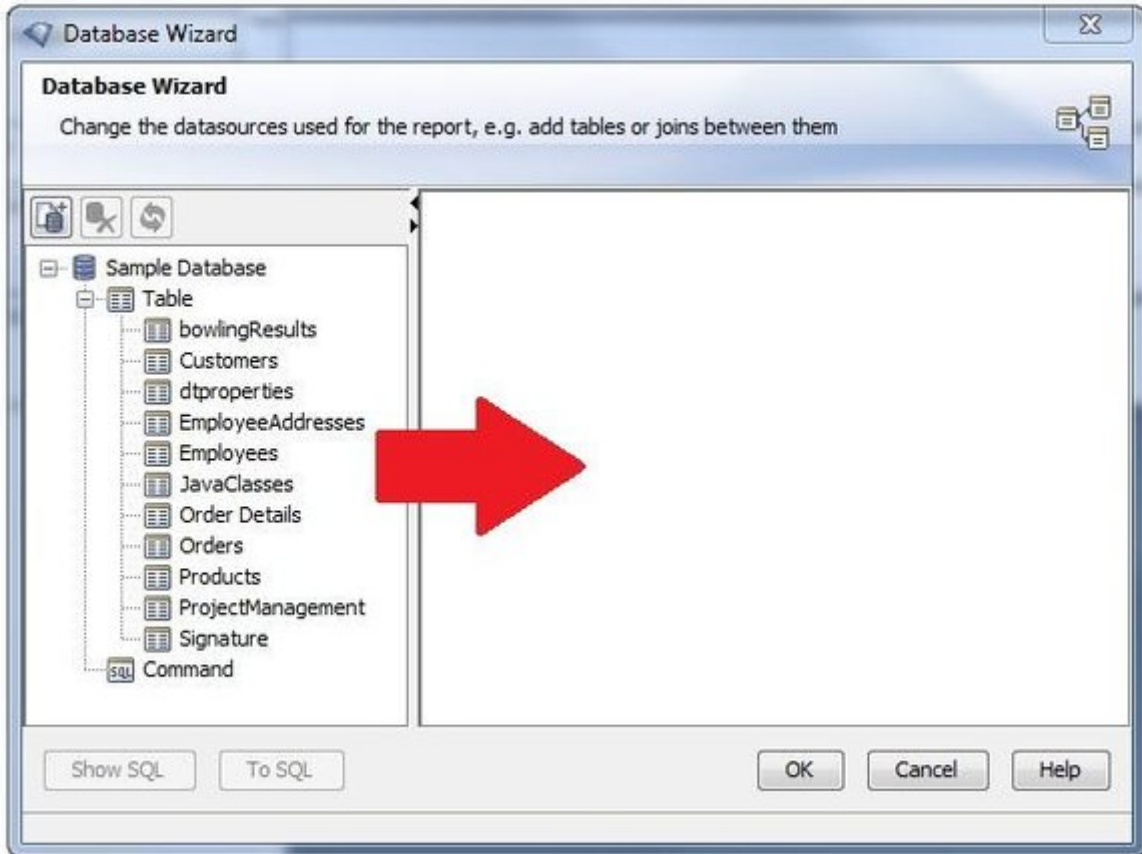 Database Wizard
Database Wizard
Change the datasources used for the report, e.g. add tables or joins between them
Sample Database
Table
bowlingResults
Customers
dtproperties
EmployeeAddresses
Employees
JavaClasses
Order Details
Orders
Products
ProjectManagement
Signature
SQL Command
Show SQL To SQL OK Cancel Help